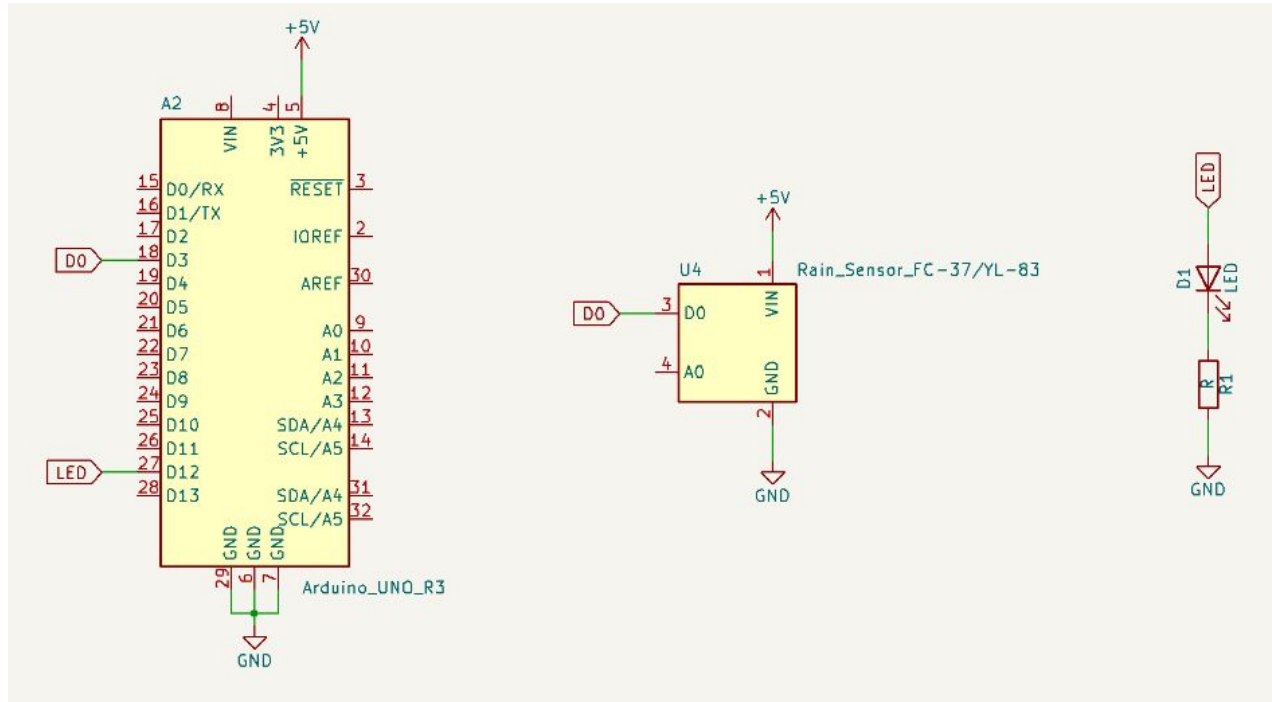 +5V
A2
8
VIN
4
3V3
5
+5V
15 D0/RX
16 D1/TX
17 D2
D0
18 D3
19 D4
20 D5
21 D6
22 D7
23 D8
24 D9
25 D10
26 D11
LED
27 D12
28 D13
RESET 3
IOREF 2
AREF 30
A0 9
A1 10
A2 11
A3 12
SDA/A4 13
SCL/A5 14
SDA/A4 31
SCL/A5 32
GND
GND
GND
29
6
7
Arduino_UNO_R3
GND
+5V
U4
1
Rain_Sensor_FC-37/YL-83
D0
3 D0
VIN
4 A0
GND
2
GND
LED
D1
LED
R
R1
GND